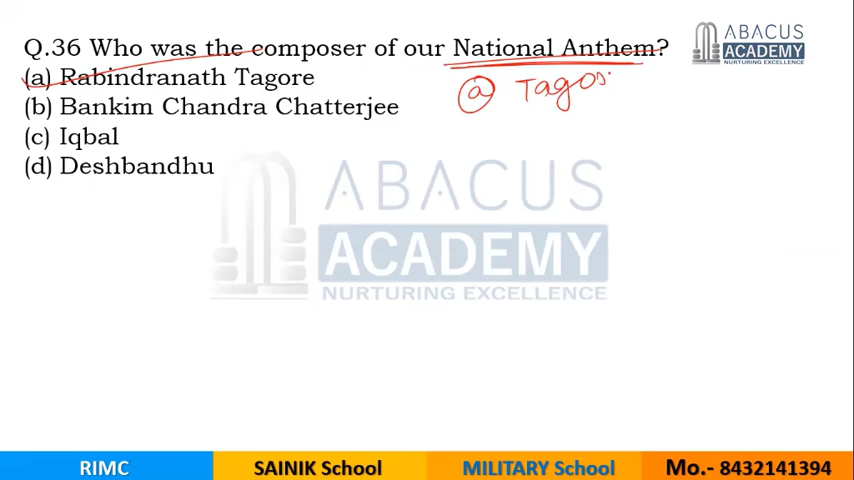 Q.36 Who was the composer of our National Anthem?
(a) Rabindranath Tagore
(b) Bankim Chandra Chatterjee
(c) Iqbal
(d) Deshbandhu
ⓐ Tagor
ABACUS
ACADEMY
NURTURING EXCELLENCE
ABACUS
ACADEMY
NURTURING EXCELLENCE
RIMC SAINIK School MILITARY School Mo.- 8432141394